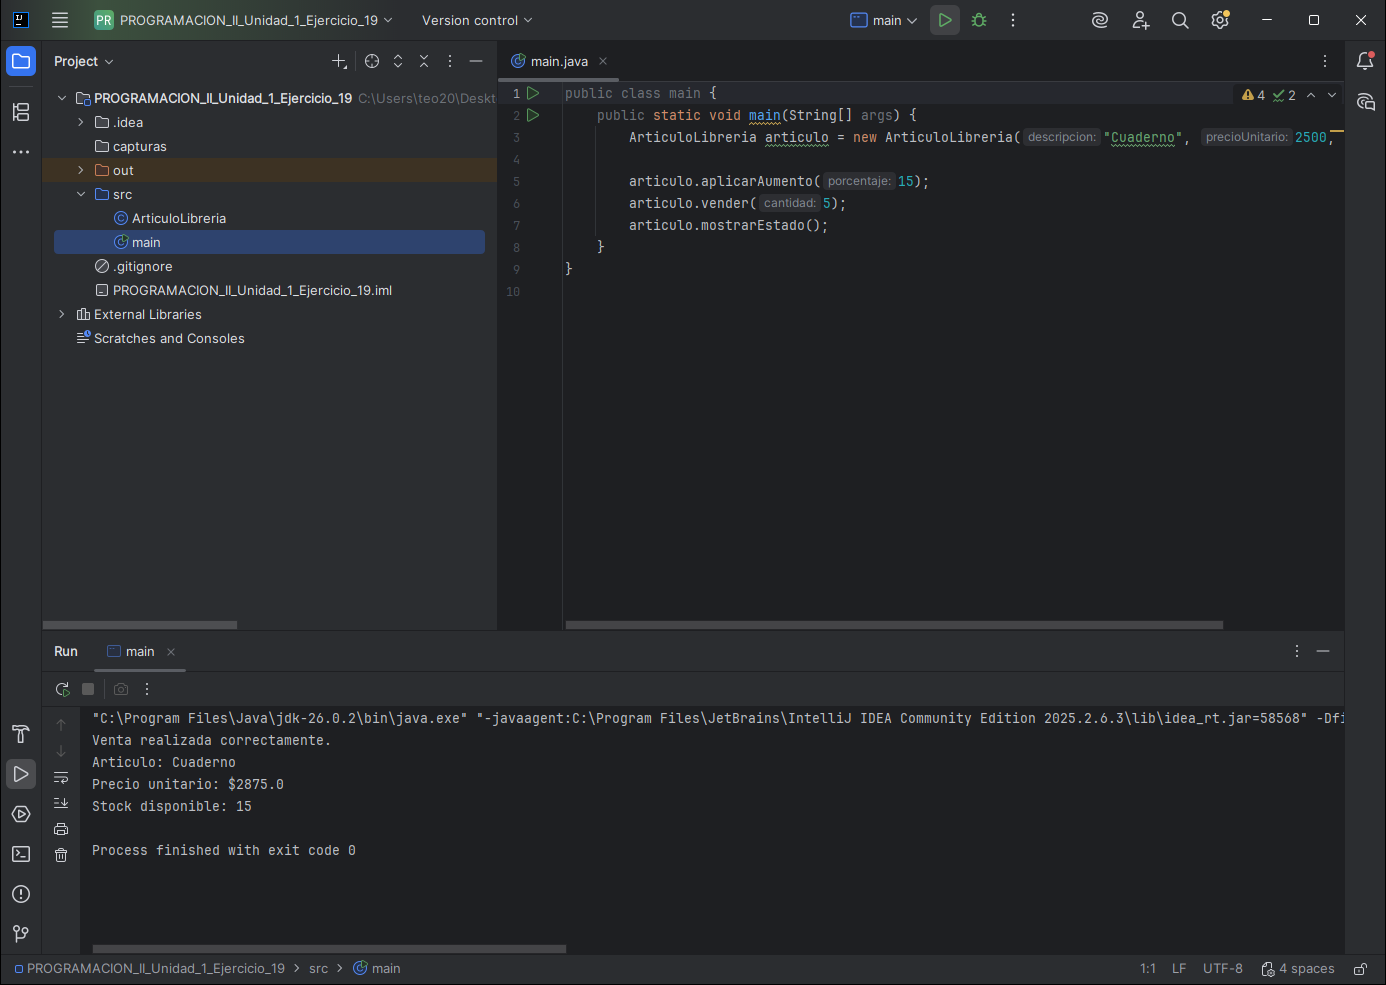 PR PROGRAMACION_II_Unidad_1_Ejercicio_19 Version control main
Project
main.java
PROGRAMACION_II_Unidad_1_Ejercicio_19 C:\Users\teo20\Deskt
.idea
capturas
out
src
ArticuloLibreria
main
.gitignore
PROGRAMACION_II_Unidad_1_Ejercicio_19.iml
External Libraries
Scratches and Consoles
4 2
1 public class main {
2 public static void main(String[] args) {
3 ArticuloLibreria articulo = new ArticuloLibreria( descripcion: "Cuaderno", precioUnitario: 2500,
4
5 articulo.aplicarAumento( porcentaje: 15);
6 articulo.vender( cantidad: 5);
7 articulo.mostrarEstado();
8 }
9 }
10
Run main
"C:\Program Files\Java\jdk-26.0.2\bin\java.exe" "-javaagent:C:\Program Files\JetBrains\IntelliJ IDEA Community Edition 2025.2.6.3\lib\idea_rt.jar=58568" -Dfi
Venta realizada correctamente.
Articulo: Cuaderno
Precio unitario: $2875.0
Stock disponible: 15
Process finished with exit code 0
PROGRAMACION_II_Unidad_1_Ejercicio_19 src main 1:1 LF UTF-8 4 spaces